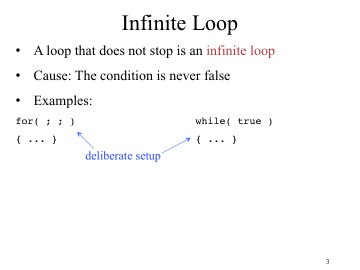 Infinite Loop
• A loop that does not stop is an infinite loop
• Cause: The condition is never false
• Examples:
for( ; ; )
{ ... }
while( true )
{ ... }
deliberate setup
3